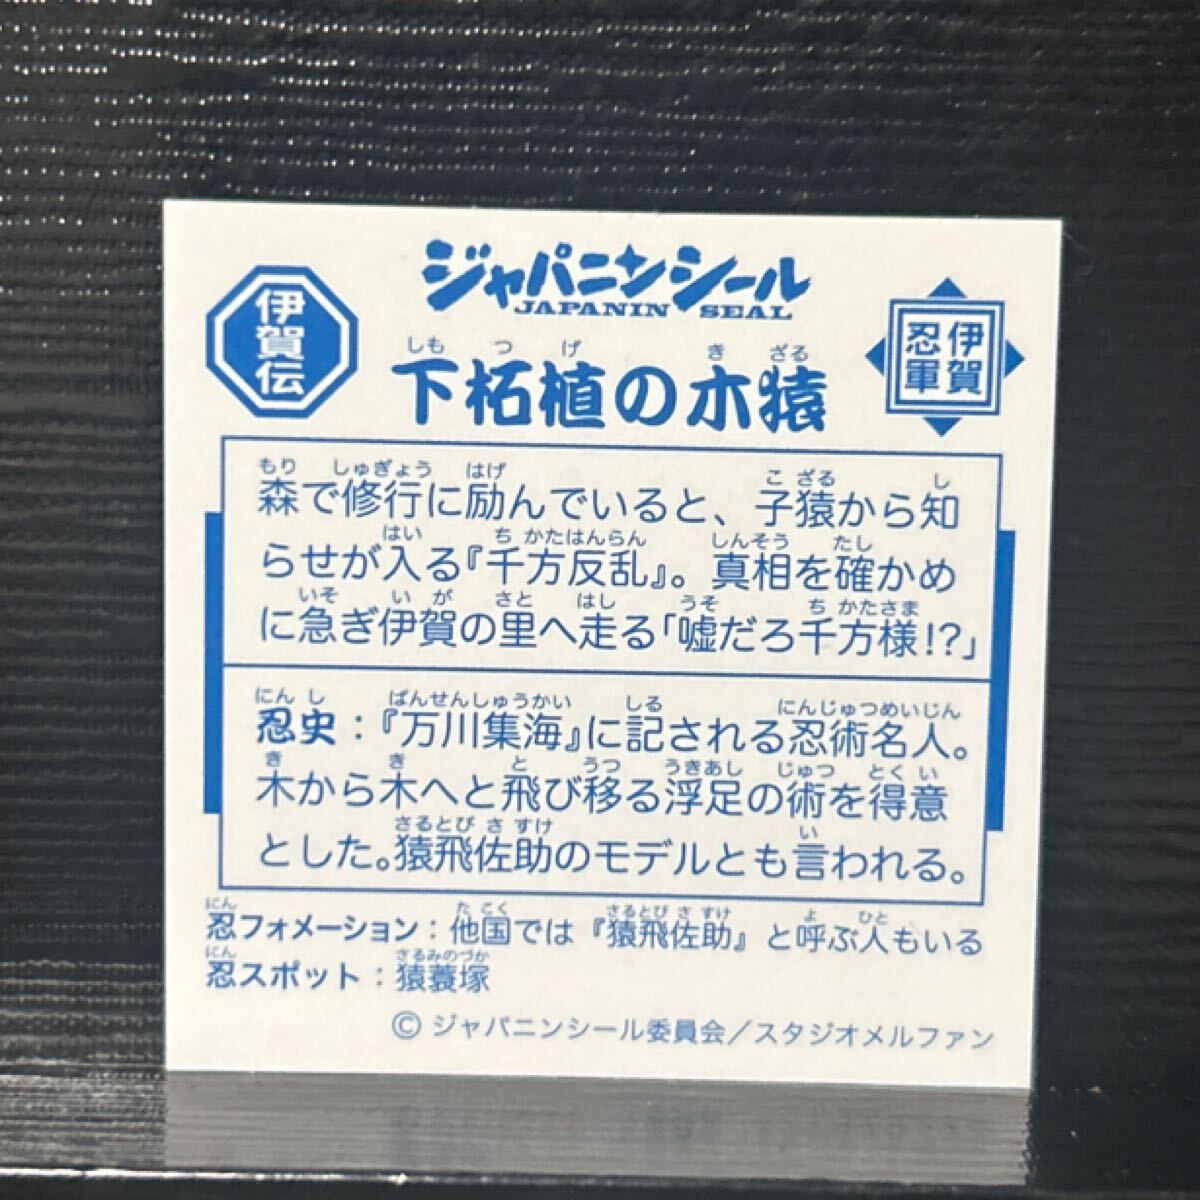 ジャパニンシール
JAPANIN SEAL
伊賀伝
しもつげ きざる
下柘植の木猿
伊賀
忍軍
もり しゅぎょう はげ こざる し
森で修行に励んでいると、子猿から知
はい ちかたはんらん しんそう たし
らせが入る『千方反乱』。真相を確かめ
いそ いが さと はし うそ ちかたさま
に急ぎ伊賀の里へ走る「嘘だろ千方様!?」
にんし ばんせんしゅうかい しる にんじゅつめいじん
忍史：『万川集海』に記される忍術名人。
き き と うつ うきあし じゅつ とくい
木から木へと飛び移る浮足の術を得意
さるとびさすけ い
とした。猿飛佐助のモデルとも言われる。
にん たこく さるとびさすけ よ ひと
忍フォメーション：他国では『猿飛佐助』と呼ぶ人もいる
にん さるみのづか
忍スポット：猿蓑塚
© ジャパニンシール委員会／スタジオメルファン